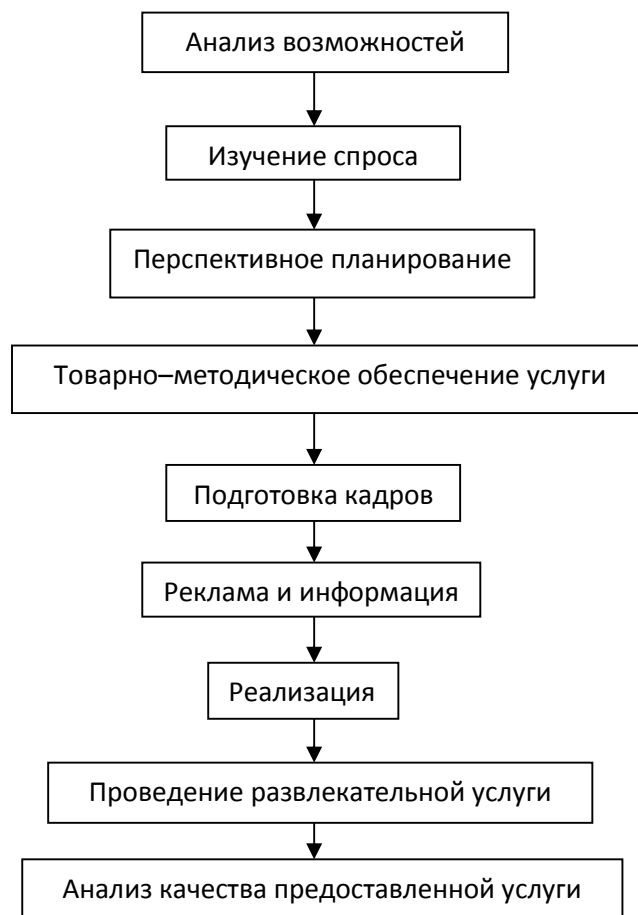 Анализ возможностей
Изучение спроса
Перспективное планирование
Товарно–методическое обеспечение услуги
Подготовка кадров
Реклама и информация
Реализация
Проведение развлекательной услуги
Анализ качества предоставленной услуги